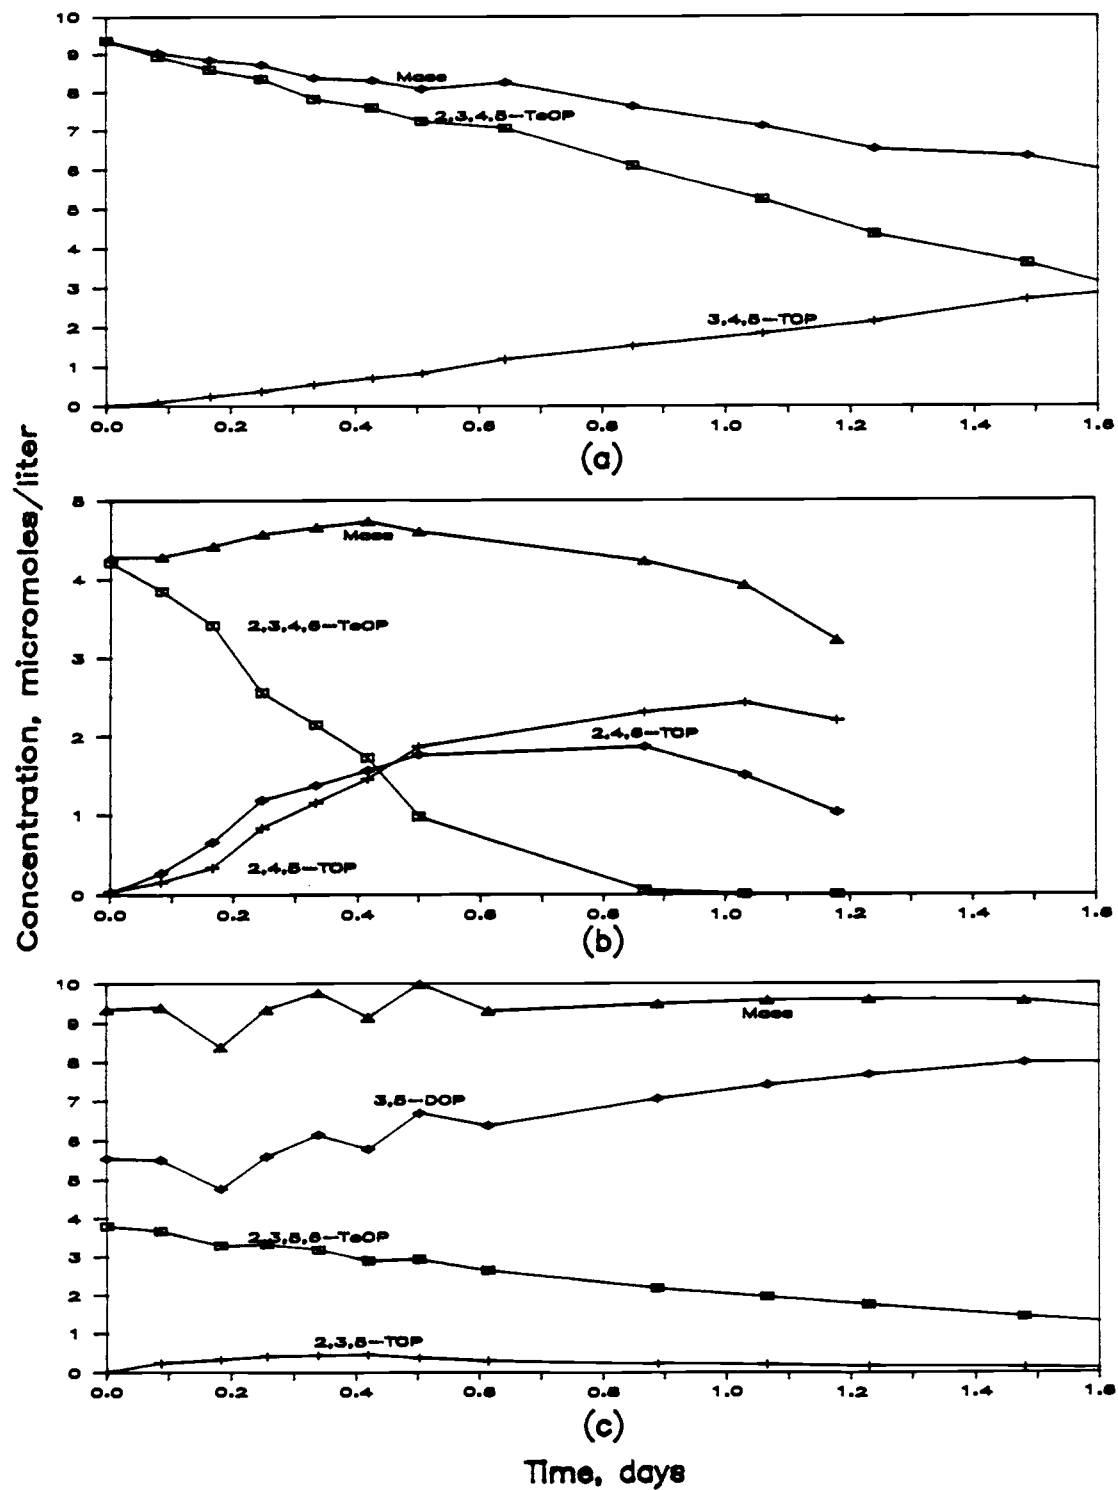 Concentration, micromoles/liter
10
9
8
7
6
5
4
3
2
1
0
Mass
2,3,4,5-TeCP
3,4,5-TCP
0.0 0.2 0.4 0.6 0.8 1.0 1.2 1.4 1.6
(a)
5
4
3
2
1
0
Mass
2,3,4,6-TeCP
2,4,6-TCP
2,4,5-TCP
0.0 0.2 0.4 0.6 0.8 1.0 1.2 1.4 1.6
(b)
10
9
8
7
6
5
4
3
2
1
0
Mass
3,5-DCP
2,3,5,6-TeCP
2,3,5-TCP
0.0 0.2 0.4 0.6 0.8 1.0 1.2 1.4 1.6
(c)
Time, days